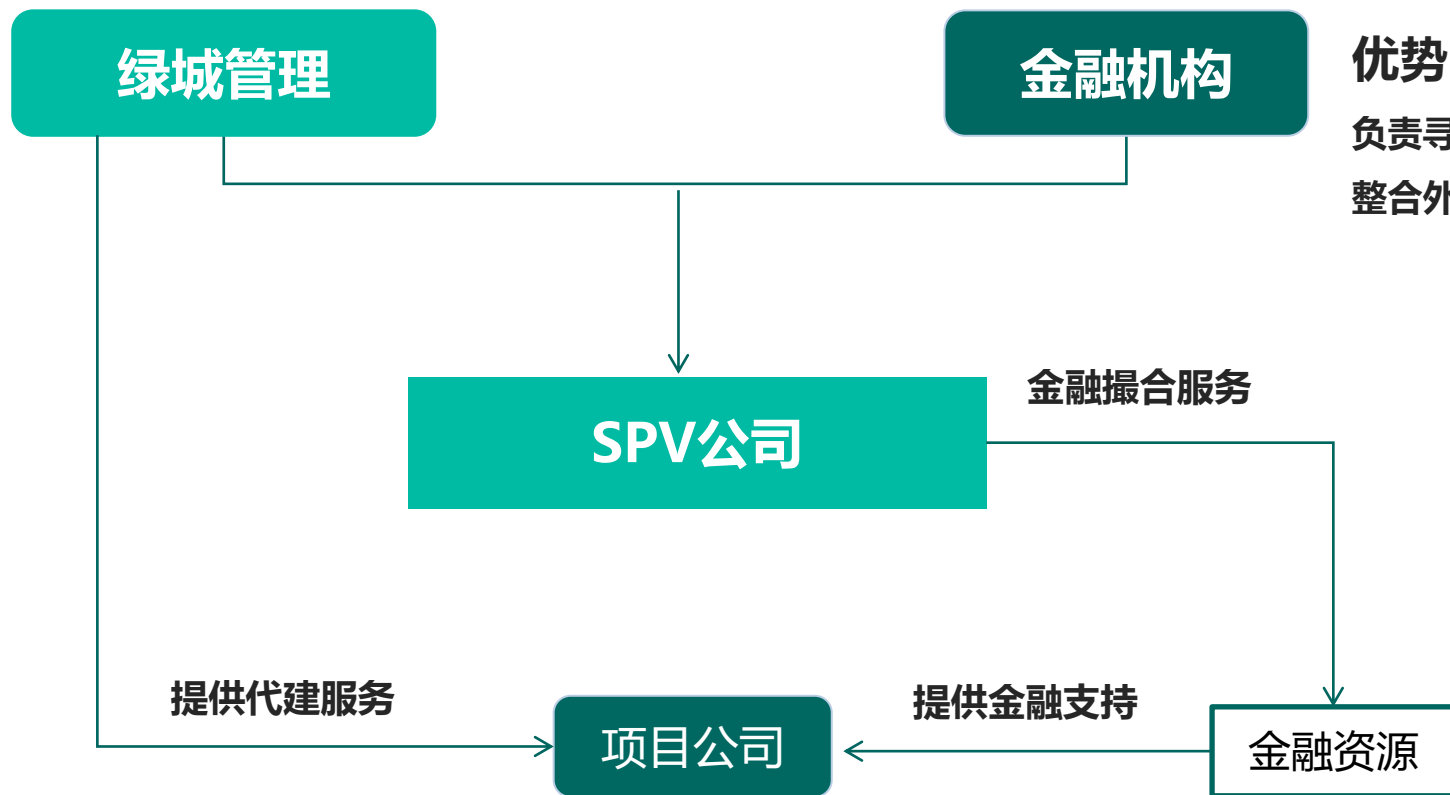 绿城管理
金融机构
优势
负责寻
整合外
金融撮合服务
SPV公司
提供代建服务
提供金融支持
项目公司
金融资源